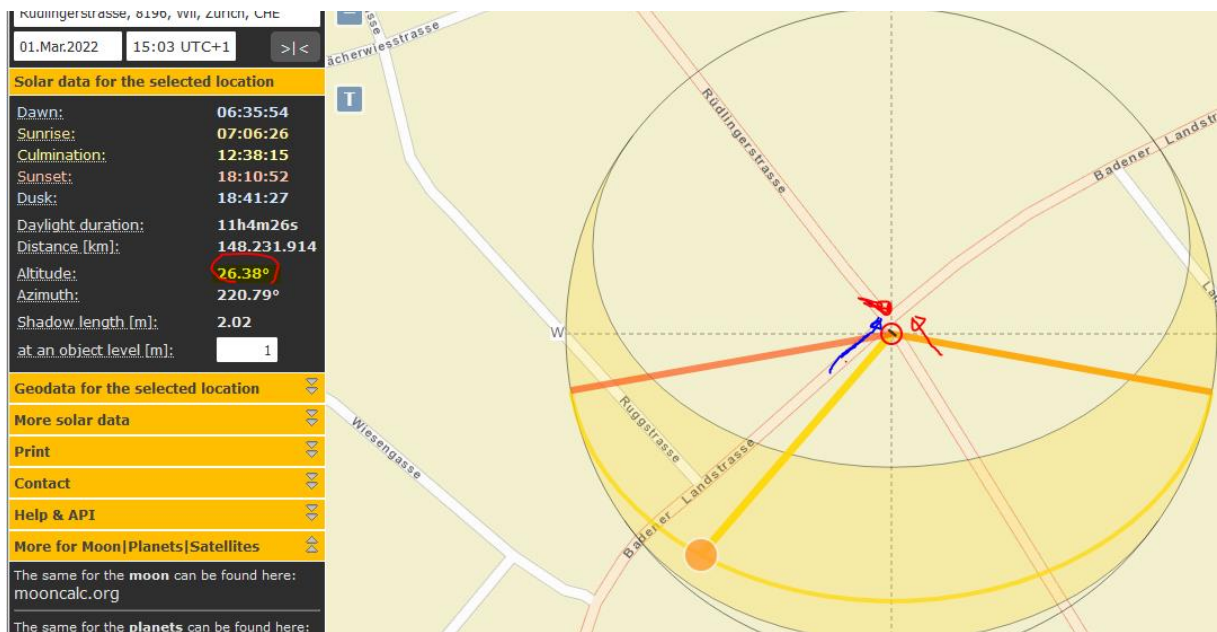 Rüdlingerstrasse, 8196, Wil, Zürich, CHE
01.Mar.2022 15:03 UTC+1 >|<
Solar data for the selected location
Dawn: 06:35:54
Sunrise: 07:06:26
Culmination: 12:38:15
Sunset: 18:10:52
Dusk: 18:41:27
Daylight duration: 11h4m26s
Distance [km]: 148.231.914
Altitude: 26.38°
Azimuth: 220.79°
Shadow length [m]: 2.02
at an object level [m]: 1
Geodata for the selected location
More solar data
Print
Contact
Help & API
More for Moon|Planets|Satellites
The same for the moon can be found here:
mooncalc.org
The same for the planets can be found here:
T
ächerwiesstrasse
sse
Rüdlingerstrasse
Badener Landstr
W
Ruggstrasse
Wiesengasse
Badener Landstrasse
La